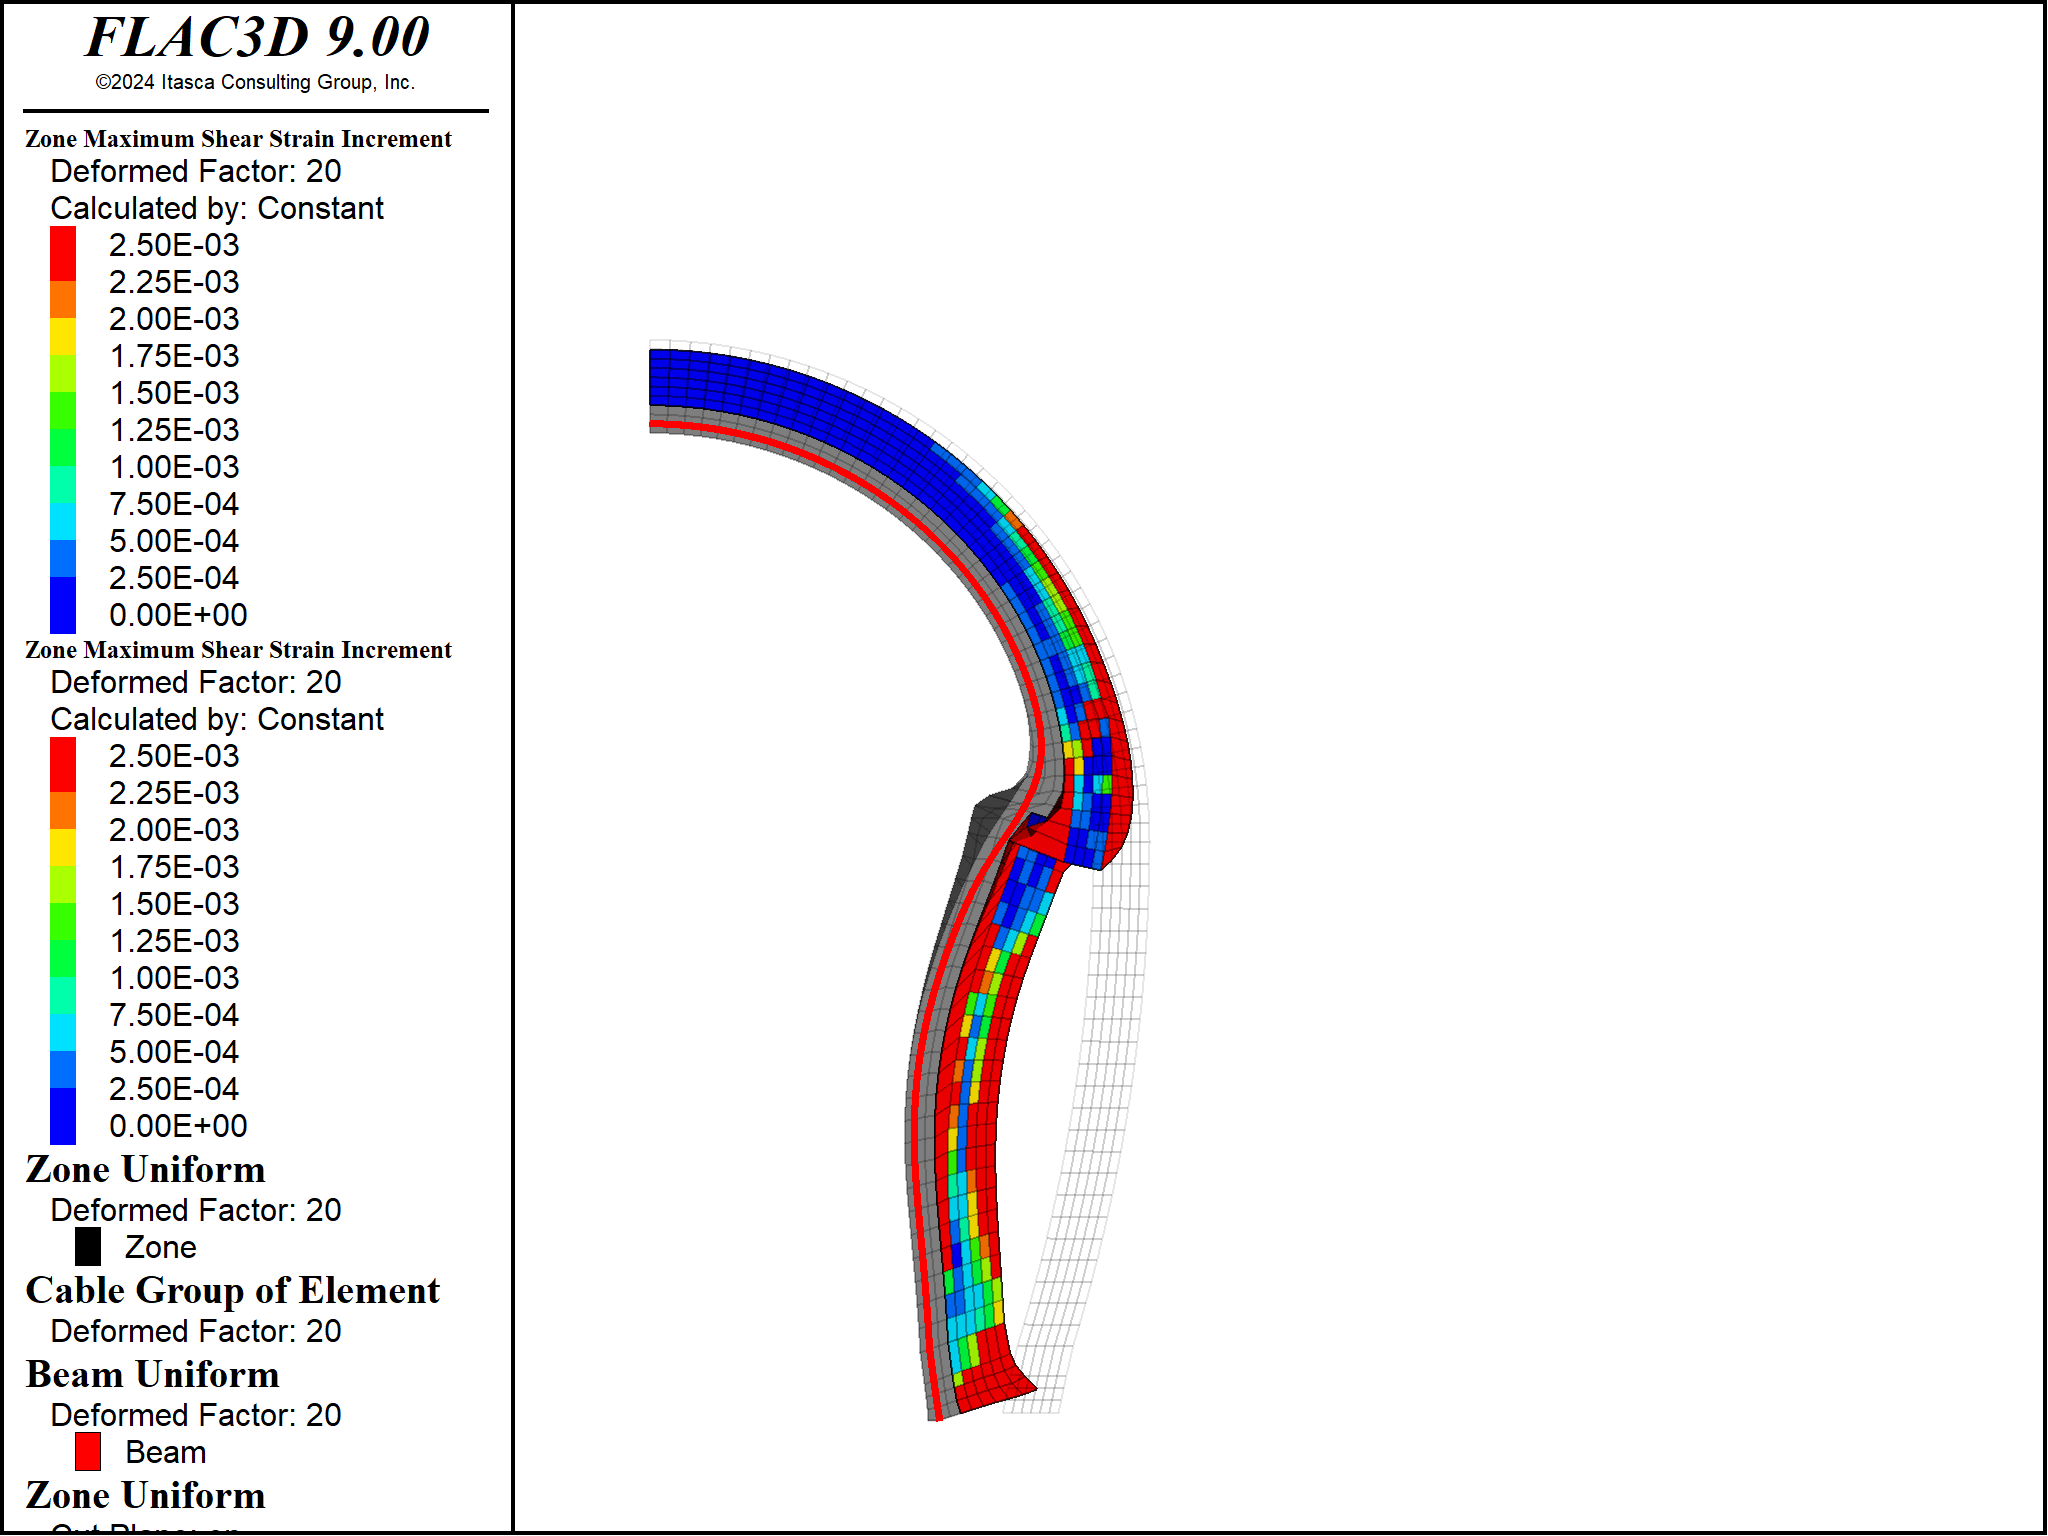 FLAC3D 9.00
©2024 Itasca Consulting Group, Inc.
Zone Maximum Shear Strain Increment
Deformed Factor: 20
Calculated by: Constant
2.50E-03
2.25E-03
2.00E-03
1.75E-03
1.50E-03
1.25E-03
1.00E-03
7.50E-04
5.00E-04
2.50E-04
0.00E+00
Zone Maximum Shear Strain Increment
Deformed Factor: 20
Calculated by: Constant
2.50E-03
2.25E-03
2.00E-03
1.75E-03
1.50E-03
1.25E-03
1.00E-03
7.50E-04
5.00E-04
2.50E-04
0.00E+00
Zone Uniform
Deformed Factor: 20
Zone
Cable Group of Element
Deformed Factor: 20
Beam Uniform
Deformed Factor: 20
Beam
Zone Uniform